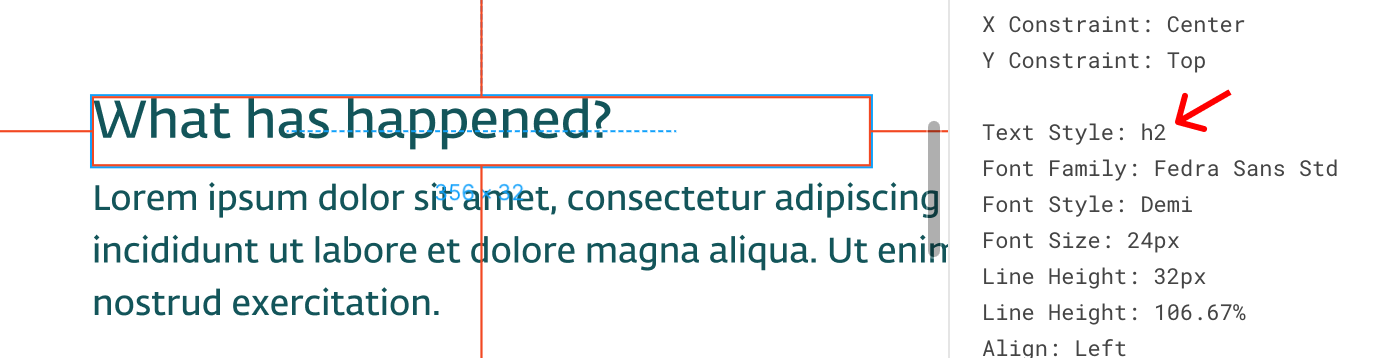 What has happened?
356 x 32
Lorem ipsum dolor sit amet, consectetur adipiscing
incididunt ut labore et dolore magna aliqua. Ut enim
nostrud exercitation.
X Constraint: Center
Y Constraint: Top
Text Style: h2
Font Family: Fedra Sans Std
Font Style: Demi
Font Size: 24px
Line Height: 32px
Line Height: 106.67%
Align: Left